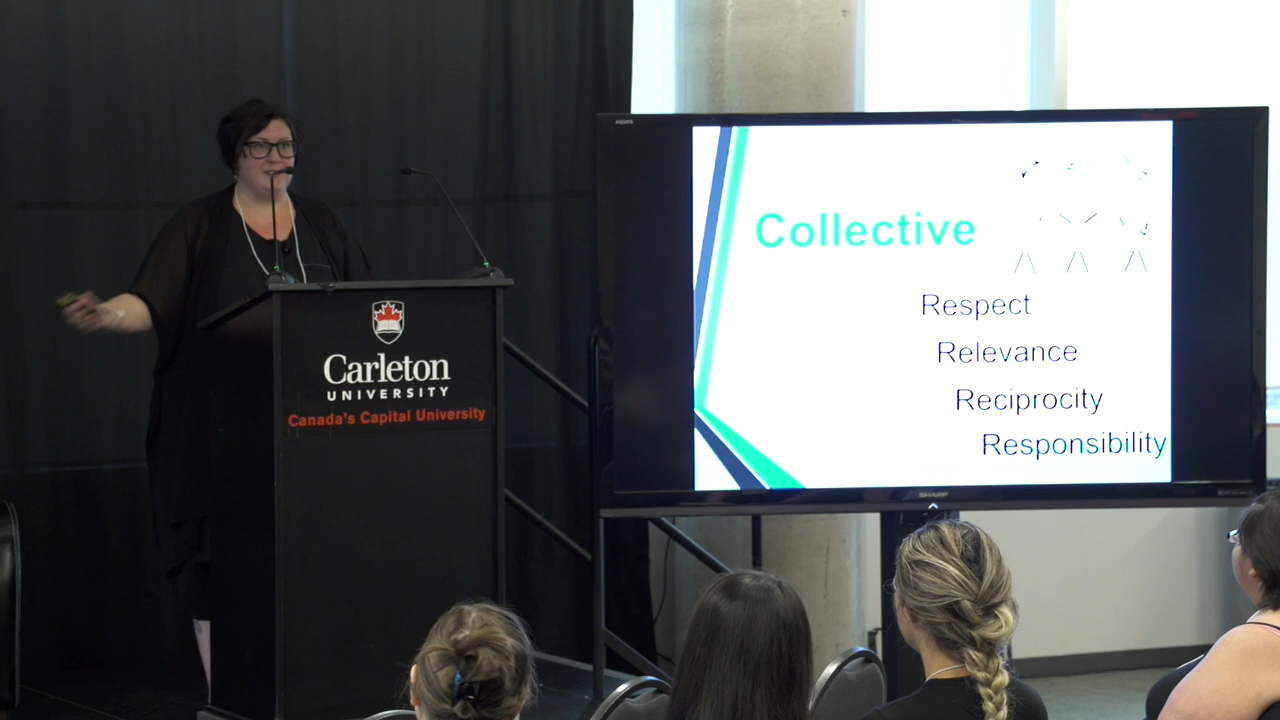 Carleton
UNIVERSITY
Canada's Capital University
Collective
Respect
Relevance
Reciprocity
Responsibility
SHARP